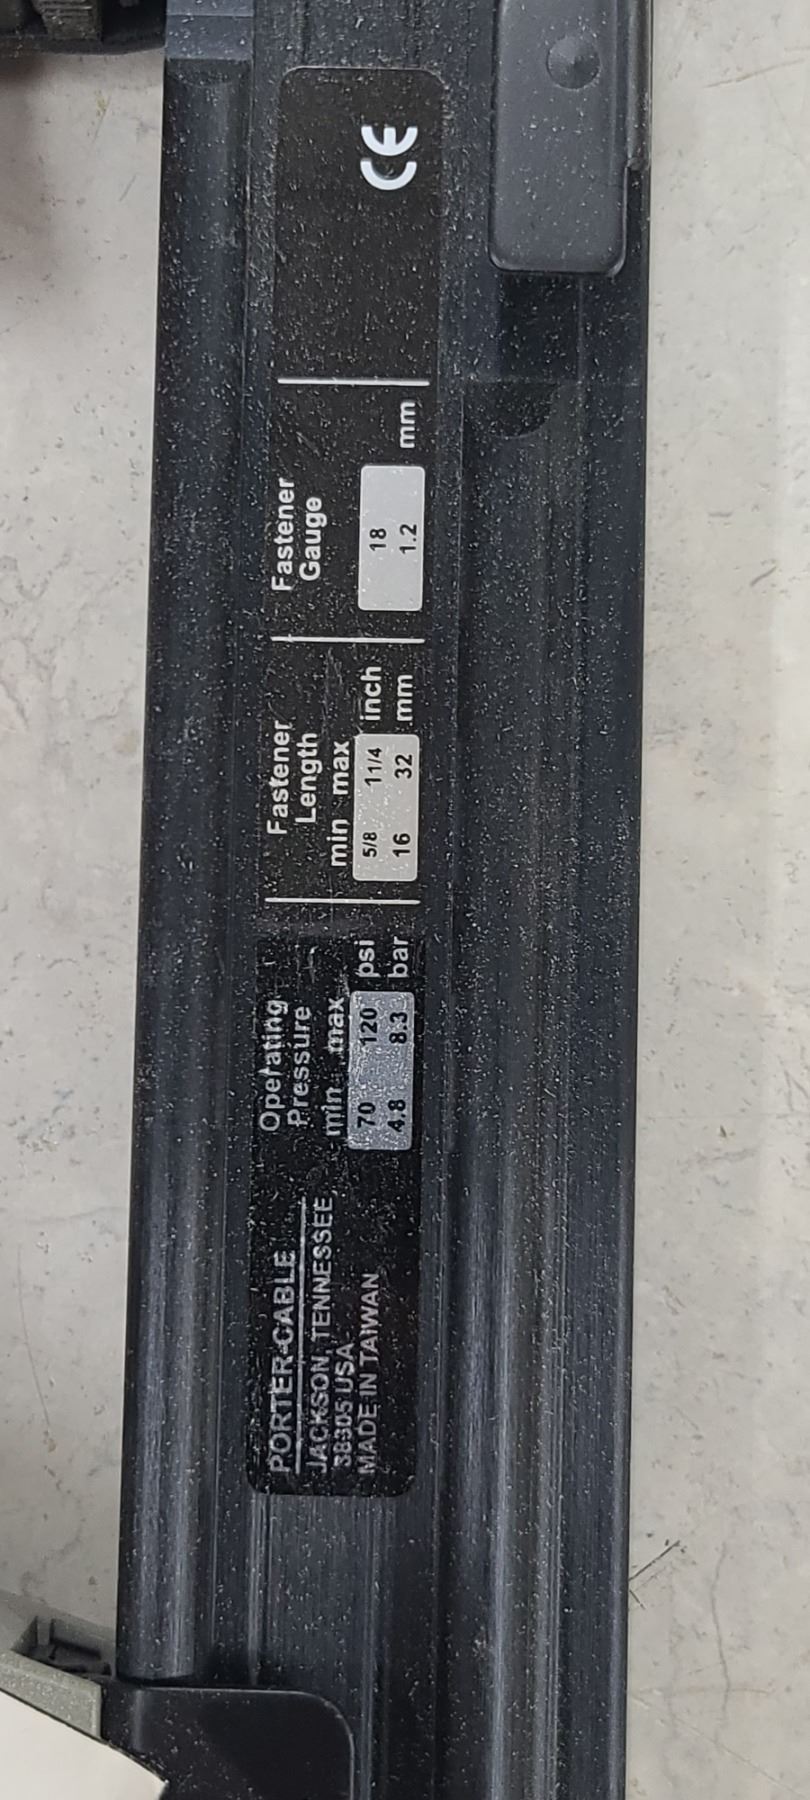 PORTER-CABLE
JACKSON, TENNESSEE
38305 USA
MADE IN TAIWAN
Operating
Pressure
min max
70 120 psi
4.8 8.3 bar
Fastener
Length
min max
5/8 1 1/4 inch
16 32 mm
Fastener
Gauge
18
1.2 mm
CE